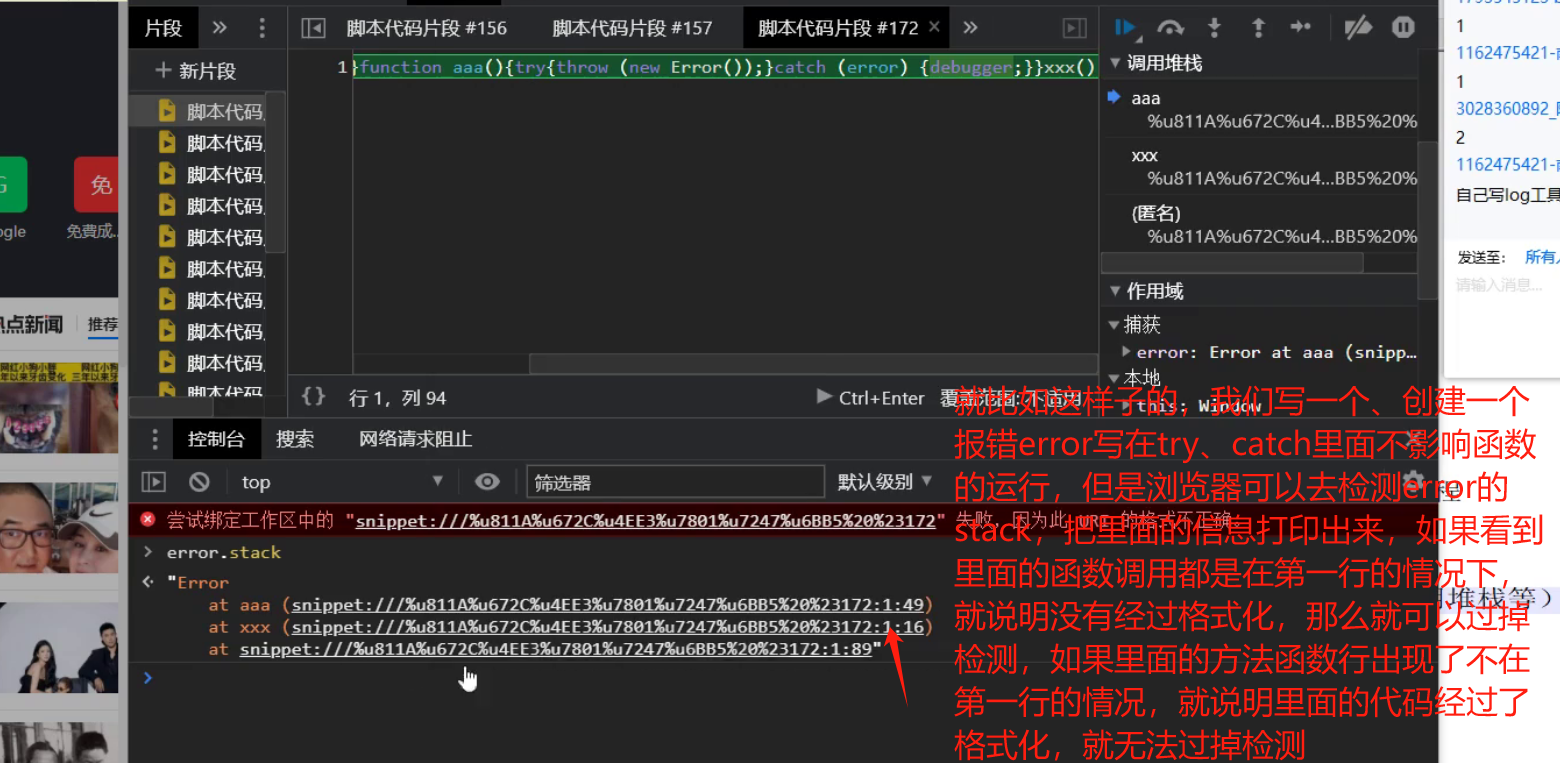 片段
脚本代码片段 #156
脚本代码片段 #157
脚本代码片段 #172
新片段
脚本代码
脚本代码
脚本代码
脚本代码
脚本代码
脚本代码
脚本代码
脚本代码
脚本代码
脚本代码
1
}function aaa(){try{throw (new Error());}catch (error) {debugger;}}xxx()
{} 行 1，列 94
Ctrl+Enter
覆盖范围: 不适用
调用堆栈
aaa
%u811A%u672C%u4...BB5%20%
xxx
%u811A%u672C%u4...BB5%20%
(匿名)
%u811A%u672C%u4...BB5%20%
作用域
捕获
error: Error at aaa (snipp…
本地
this: Window
控制台
搜索
网络请求阻止
top
筛选器
默认级别
尝试绑定工作区中的 "snippet:///%u811A%u672C%u4EE3%u7801%u7247%u6BB5%20%23172" 失败，因为此 URI 的格式不正确
error.stack
"Error
at aaa (snippet:///%u811A%u672C%u4EE3%u7801%u7247%u6BB5%20%23172:1:49)
at xxx (snippet:///%u811A%u672C%u4EE3%u7801%u7247%u6BB5%20%23172:1:16)
at snippet:///%u811A%u672C%u4EE3%u7801%u7247%u6BB5%20%23172:1:89"
就比如这样子的，我们写一个、创建一个
报错error写在try、catch里面不影响函数
的运行，但是浏览器可以去检测error的
stack，把里面的信息打印出来，如果看到
里面的函数调用都是在第一行的情况下，
就说明没有经过格式化，那么就可以过掉
检测，如果里面的方法函数行出现了不在
第一行的情况，就说明里面的代码经过了
格式化，就无法过掉检测
1
1162475421-
1
3028360892_
2
1162475421-
自己写log工具
发送至：
所有
请输入消息...
堆栈等）
免
ogle
免費成..
点新闻
推荐